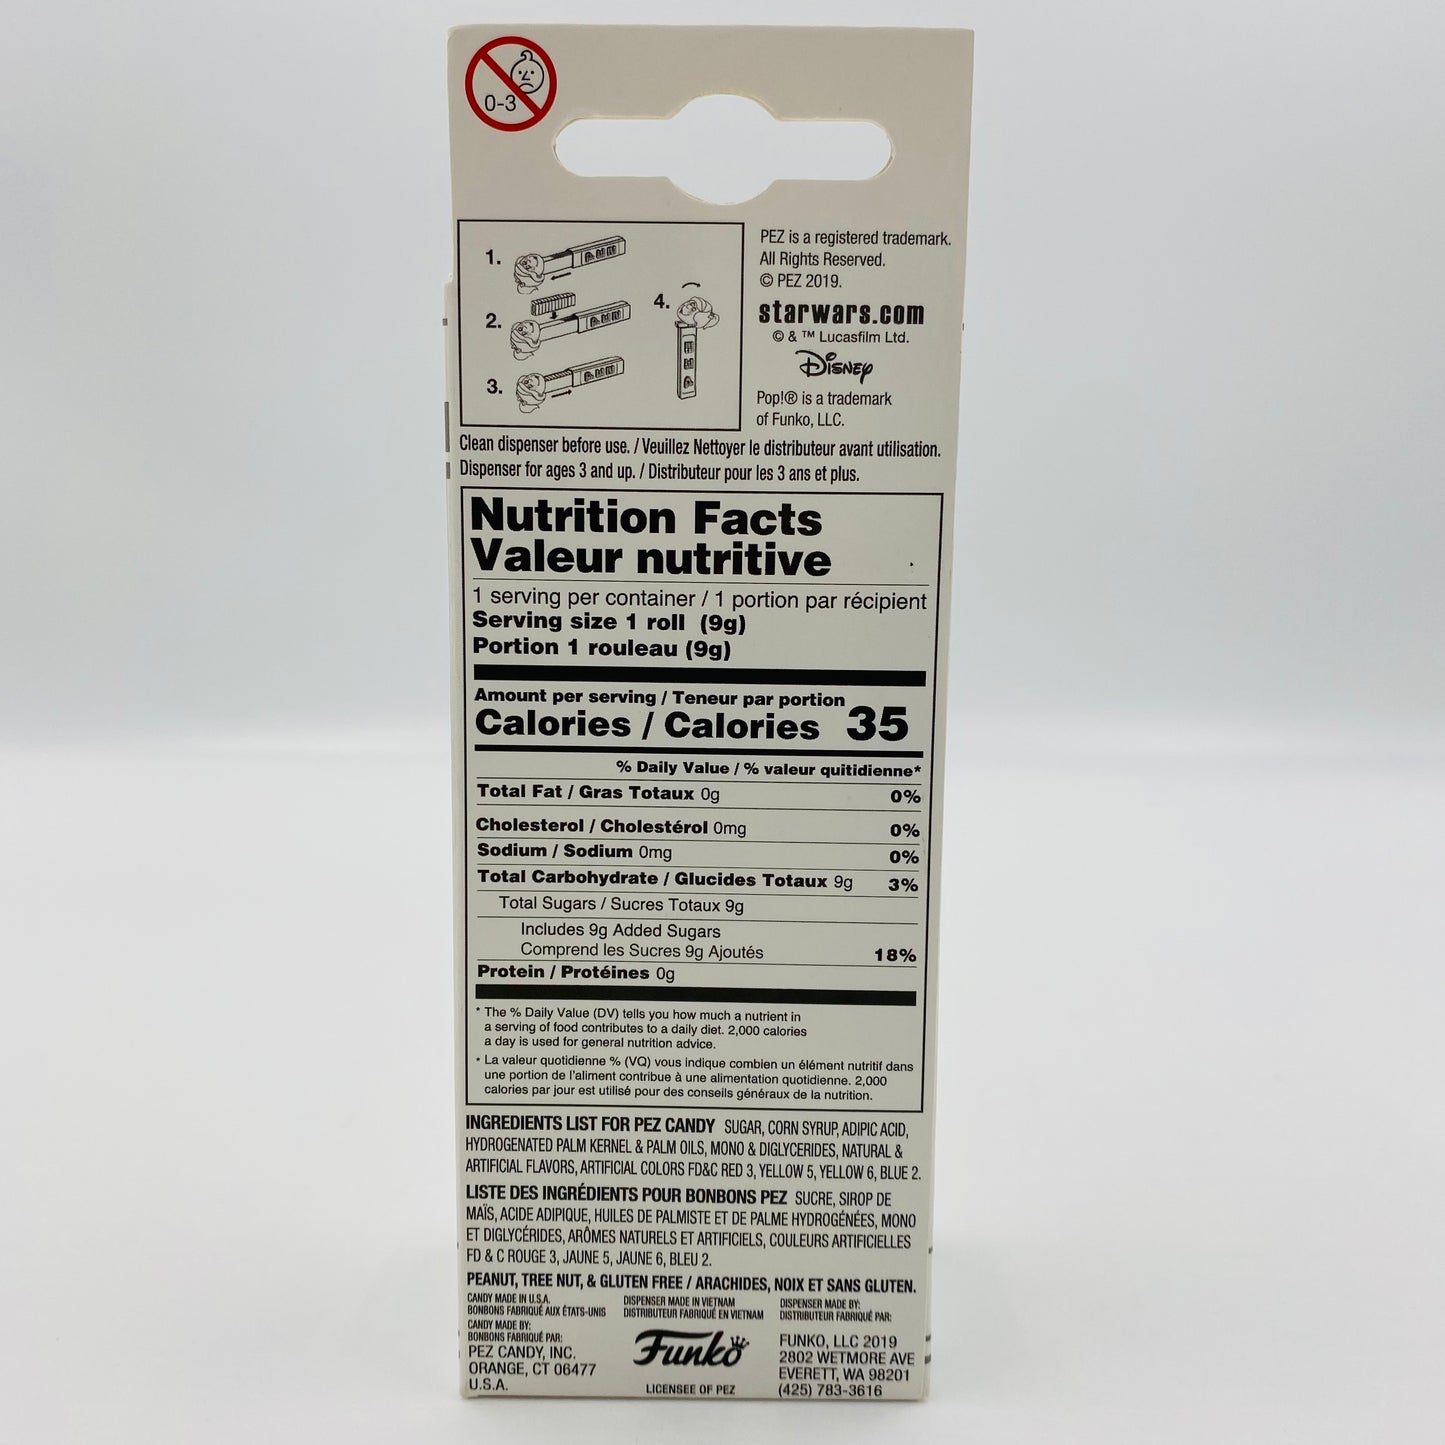 0-3
1.
2.
3.
4.
PEZ is a registered trademark.
All Rights Reserved.
© PEZ 2019.
starwars.com
© & ™ Lucasfilm Ltd.
Disney
Pop!® is a trademark
of Funko, LLC.
Clean dispenser before use. / Veuillez Nettoyer le distributeur avant utilisation.
Dispenser for ages 3 and up. / Distributeur pour les 3 ans et plus.
Nutrition Facts
Valeur nutritive
1 serving per container / 1 portion par récipient
Serving size 1 roll (9g)
Portion 1 rouleau (9g)
Amount per serving / Teneur par portion
Calories / Calories 35
% Daily Value / % valeur quitidienne*
Total Fat / Gras Totaux 0g 0%
Cholesterol / Cholestérol 0mg 0%
Sodium / Sodium 0mg 0%
Total Carbohydrate / Glucides Totaux 9g 3%
Total Sugars / Sucres Totaux 9g
Includes 9g Added Sugars
Comprend les Sucres 9g Ajoutés 18%
Protein / Protéines 0g
* The % Daily Value (DV) tells you how much a nutrient in
a serving of food contributes to a daily diet. 2,000 calories
a day is used for general nutrition advice.
* La valeur quotidienne % (VQ) vous indique combien un élément nutritif dans
une portion de l'aliment contribue à une alimentation quotidienne. 2,000
calories par jour est utilisé pour des conseils généraux de la nutrition.
INGREDIENTS LIST FOR PEZ CANDY SUGAR, CORN SYRUP, ADIPIC ACID,
HYDROGENATED PALM KERNEL & PALM OILS, MONO & DIGLYCERIDES, NATURAL &
ARTIFICIAL FLAVORS, ARTIFICIAL COLORS FD&C RED 3, YELLOW 5, YELLOW 6, BLUE 2.
LISTE DES INGRÉDIENTS POUR BONBONS PEZ SUCRE, SIROP DE
MAÏS, ACIDE ADIPIQUE, HUILES DE PALMISTE ET DE PALME HYDROGÉNÉES, MONO
ET DIGLYCÉRIDES, ARÔMES NATURELS ET ARTIFICIELS, COULEURS ARTIFICIELLES
FD & C ROUGE 3, JAUNE 5, JAUNE 6, BLEU 2.
PEANUT, TREE NUT, & GLUTEN FREE / ARACHIDES, NOIX ET SANS GLUTEN.
CANDY MADE IN U.S.A.
BONBONS FABRIQUÉ AUX ÉTATS-UNIS
CANDY MADE BY:
BONBONS FABRIQUÉ PAR:
PEZ CANDY, INC.
ORANGE, CT 06477
U.S.A.
DISPENSER MADE IN VIETNAM
DISTRIBUTEUR FABRIQUÉ EN VIETNAM
Funko
LICENSEE OF PEZ
DISPENSER MADE BY:
DISTRIBUTEUR FABRIQUÉ PAR:
FUNKO, LLC 2019
2802 WETMORE AVE
EVERETT, WA 98201
(425) 783-3616